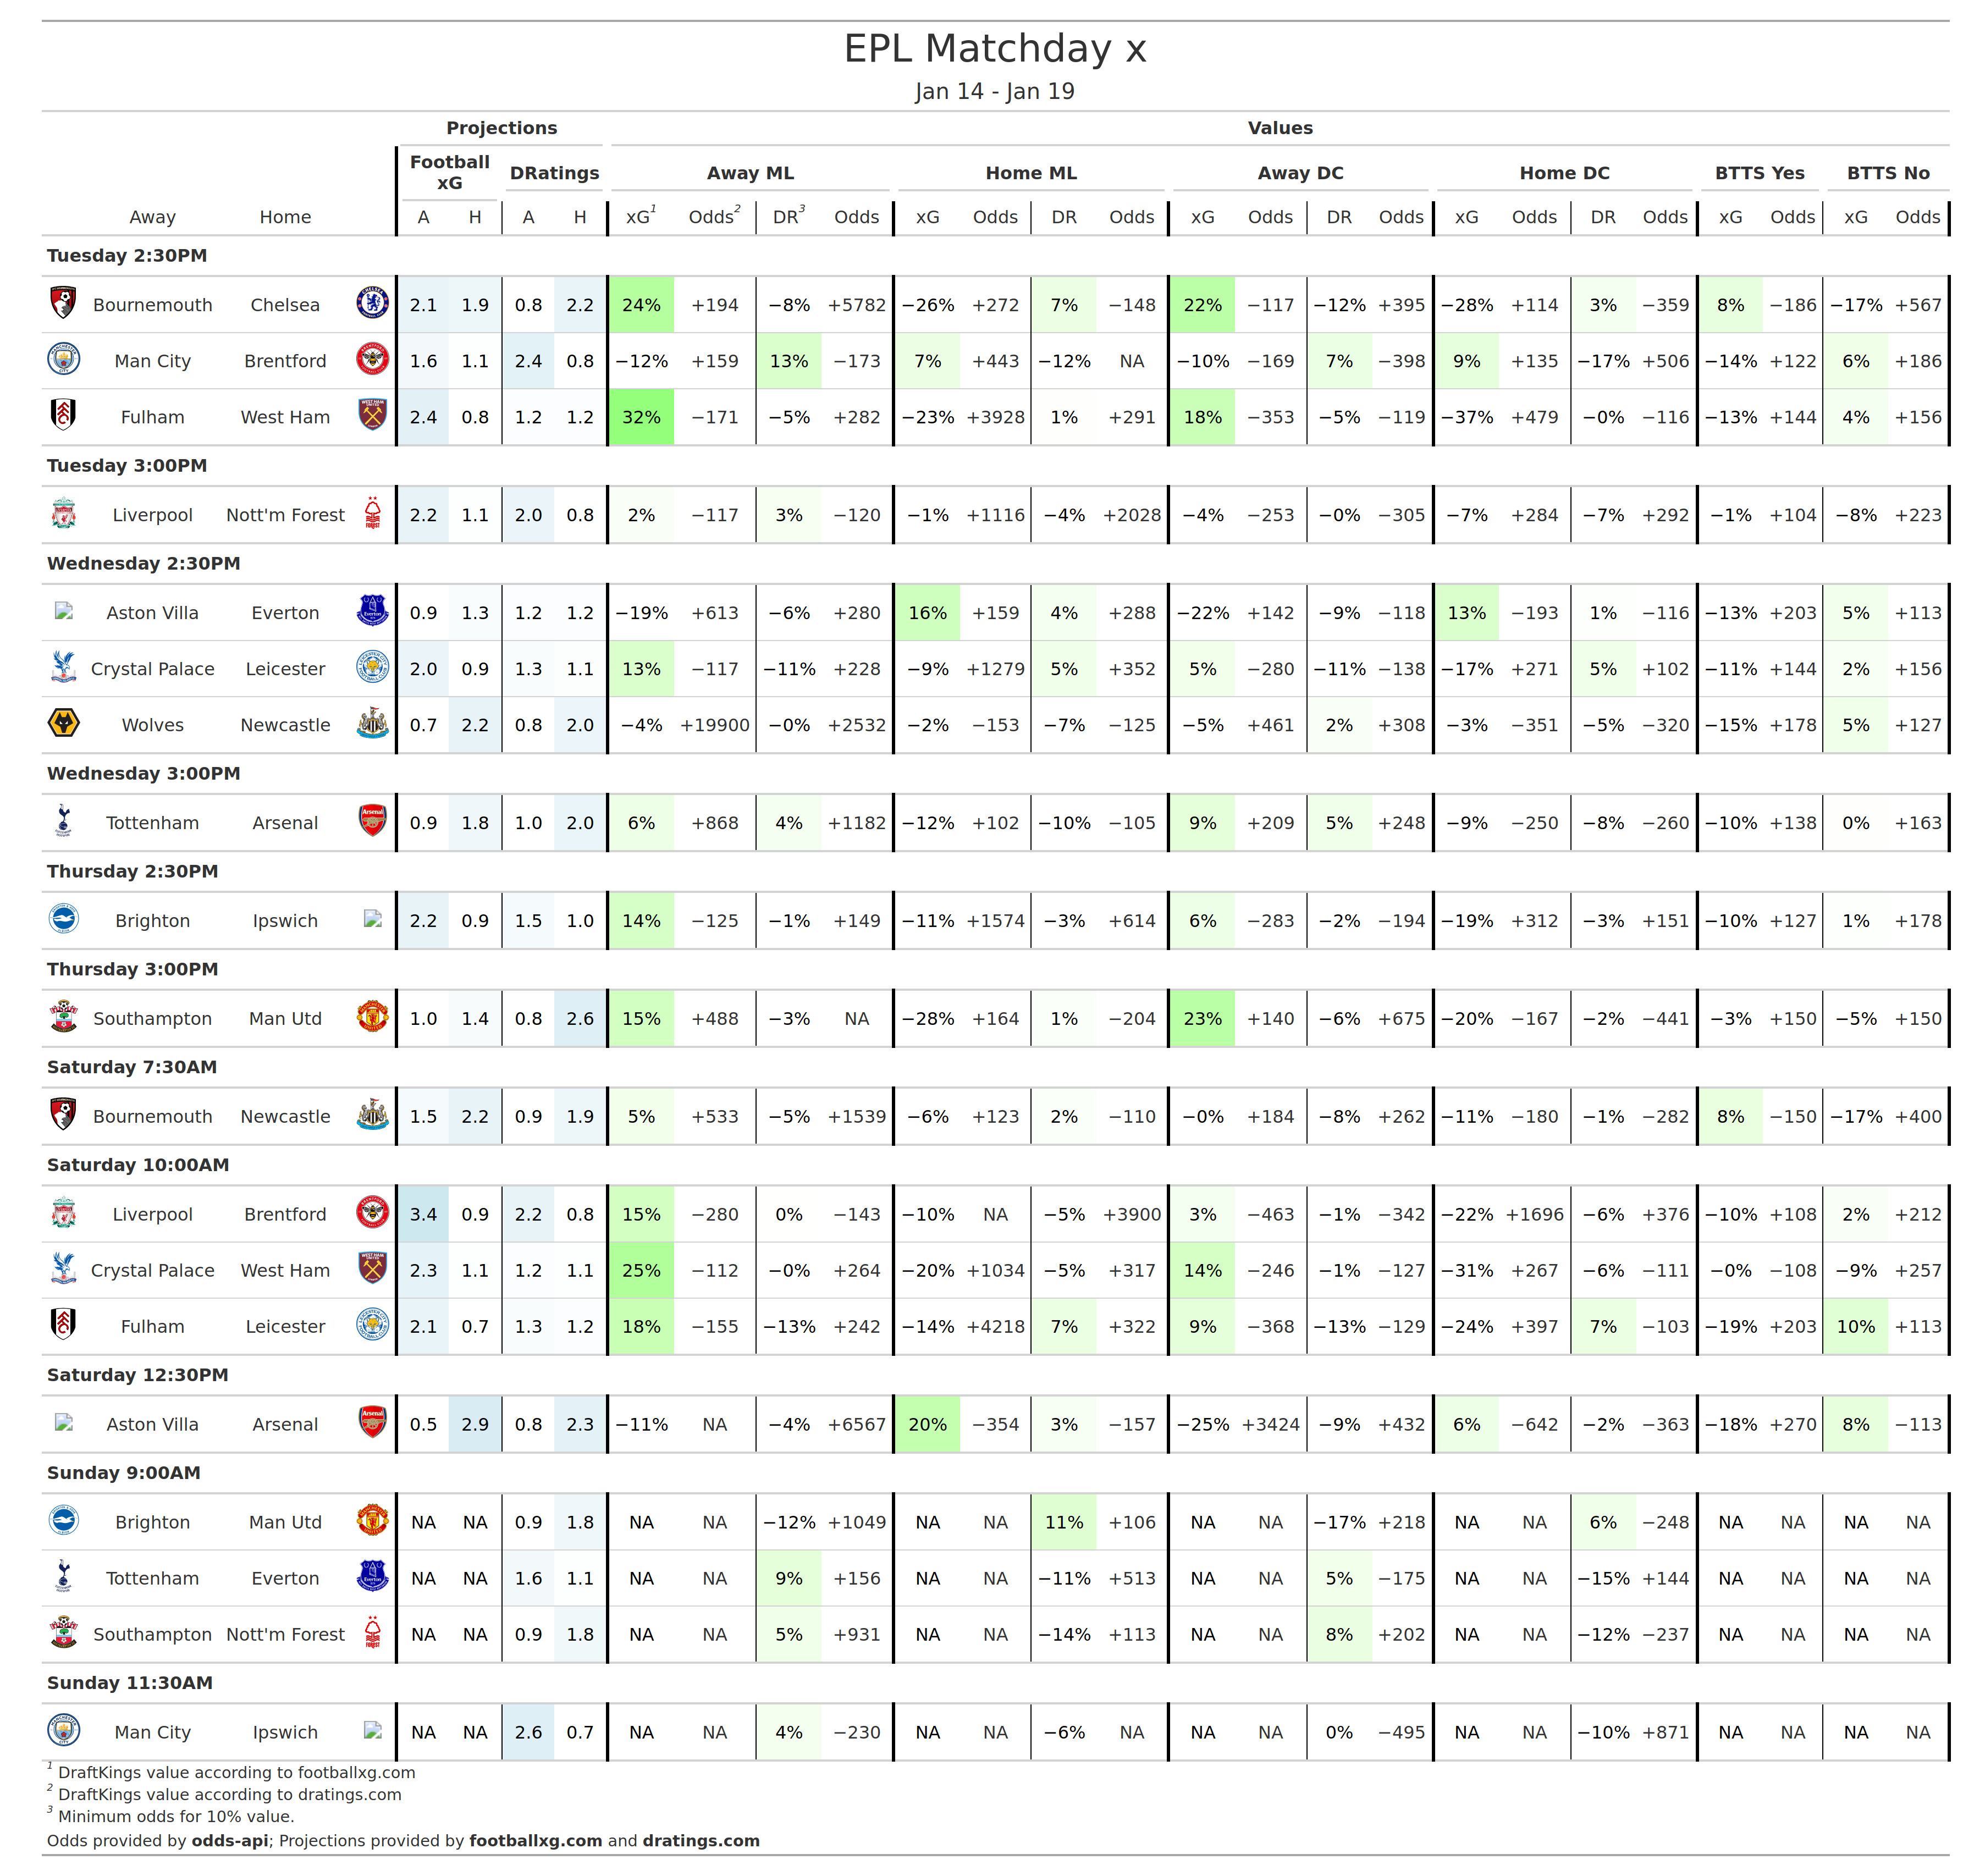 EPL Matchday x
Jan 14 - Jan 19
Projections Values
Football xG DRatings Away ML Home ML Away DC Home DC BTTS Yes BTTS No
Away Home A H A H xG1 Odds2 DR3 Odds xG Odds DR Odds xG Odds DR Odds xG Odds DR Odds xG Odds xG Odds
Tuesday 2:30PM
Bournemouth Chelsea 2.1 1.9 0.8 2.2 24% +194 −8% +5782 −26% +272 7% −148 22% −117 −12% +395 −28% +114 3% −359 8% −186 −17% +567
Man City Brentford 1.6 1.1 2.4 0.8 −12% +159 13% −173 7% +443 −12% NA −10% −169 7% −398 9% +135 −17% +506 −14% +122 6% +186
Fulham West Ham 2.4 0.8 1.2 1.2 32% −171 −5% +282 −23% +3928 1% +291 18% −353 −5% −119 −37% +479 −0% −116 −13% +144 4% +156
Tuesday 3:00PM
Liverpool Nott'm Forest 2.2 1.1 2.0 0.8 2% −117 3% −120 −1% +1116 −4% +2028 −4% −253 −0% −305 −7% +284 −7% +292 −1% +104 −8% +223
Wednesday 2:30PM
Aston Villa Everton 0.9 1.3 1.2 1.2 −19% +613 −6% +280 16% +159 4% +288 −22% +142 −9% −118 13% −193 1% −116 −13% +203 5% +113
Crystal Palace Leicester 2.0 0.9 1.3 1.1 13% −117 −11% +228 −9% +1279 5% +352 5% −280 −11% −138 −17% +271 5% +102 −11% +144 2% +156
Wolves Newcastle 0.7 2.2 0.8 2.0 −4% +19900 −0% +2532 −2% −153 −7% −125 −5% +461 2% +308 −3% −351 −5% −320 −15% +178 5% +127
Wednesday 3:00PM
Tottenham Arsenal 0.9 1.8 1.0 2.0 6% +868 4% +1182 −12% +102 −10% −105 9% +209 5% +248 −9% −250 −8% −260 −10% +138 0% +163
Thursday 2:30PM
Brighton Ipswich 2.2 0.9 1.5 1.0 14% −125 −1% +149 −11% +1574 −3% +614 6% −283 −2% −194 −19% +312 −3% +151 −10% +127 1% +178
Thursday 3:00PM
Southampton Man Utd 1.0 1.4 0.8 2.6 15% +488 −3% NA −28% +164 1% −204 23% +140 −6% +675 −20% −167 −2% −441 −3% +150 −5% +150
Saturday 7:30AM
Bournemouth Newcastle 1.5 2.2 0.9 1.9 5% +533 −5% +1539 −6% +123 2% −110 −0% +184 −8% +262 −11% −180 −1% −282 8% −150 −17% +400
Saturday 10:00AM
Liverpool Brentford 3.4 0.9 2.2 0.8 15% −280 0% −143 −10% NA −5% +3900 3% −463 −1% −342 −22% +1696 −6% +376 −10% +108 2% +212
Crystal Palace West Ham 2.3 1.1 1.2 1.1 25% −112 −0% +264 −20% +1034 −5% +317 14% −246 −1% −127 −31% +267 −6% −111 −0% −108 −9% +257
Fulham Leicester 2.1 0.7 1.3 1.2 18% −155 −13% +242 −14% +4218 7% +322 9% −368 −13% −129 −24% +397 7% −103 −19% +203 10% +113
Saturday 12:30PM
Aston Villa Arsenal 0.5 2.9 0.8 2.3 −11% NA −4% +6567 20% −354 3% −157 −25% +3424 −9% +432 6% −642 −2% −363 −18% +270 8% −113
Sunday 9:00AM
Brighton Man Utd NA NA 0.9 1.8 NA NA −12% +1049 NA NA 11% +106 NA NA −17% +218 NA NA 6% −248 NA NA NA NA
Tottenham Everton NA NA 1.6 1.1 NA NA 9% +156 NA NA −11% +513 NA NA 5% −175 NA NA −15% +144 NA NA NA NA
Southampton Nott'm Forest NA NA 0.9 1.8 NA NA 5% +931 NA NA −14% +113 NA NA 8% +202 NA NA −12% −237 NA NA NA NA
Sunday 11:30AM
Man City Ipswich NA NA 2.6 0.7 NA NA 4% −230 NA NA −6% NA NA NA 0% −495 NA NA −10% +871 NA NA NA NA
1 DraftKings value according to footballxg.com
2 DraftKings value according to dratings.com
3 Minimum odds for 10% value.
Odds provided by odds-api; Projections provided by footballxg.com and dratings.com